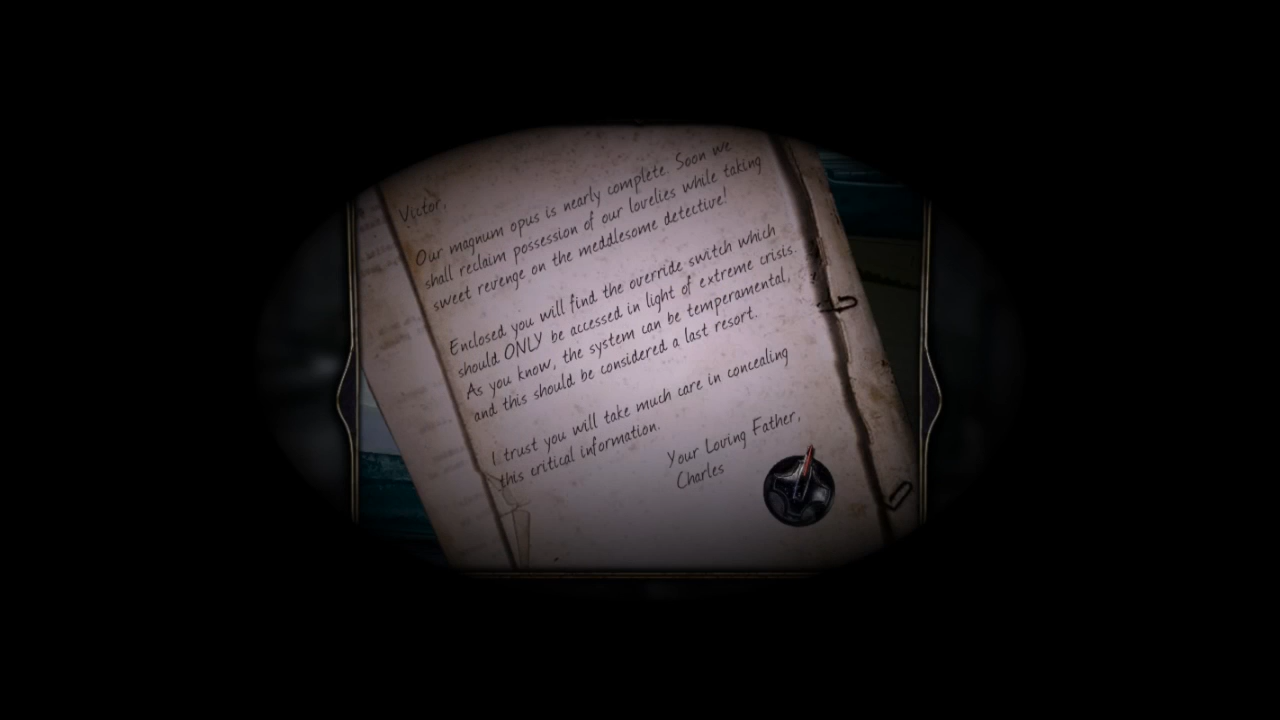 Victor,
Our magnum opus is nearly complete. Soon we
shall reclaim possession of our lovelies while taking
sweet revenge on the meddlesome detective!
Enclosed you will find the override switch which
should ONLY be accessed in light of extreme crisis.
As you know, the system can be temperamental,
and this should be considered a last resort.
I trust you will take much care in concealing
this critical information.
Your Loving Father,
Charles